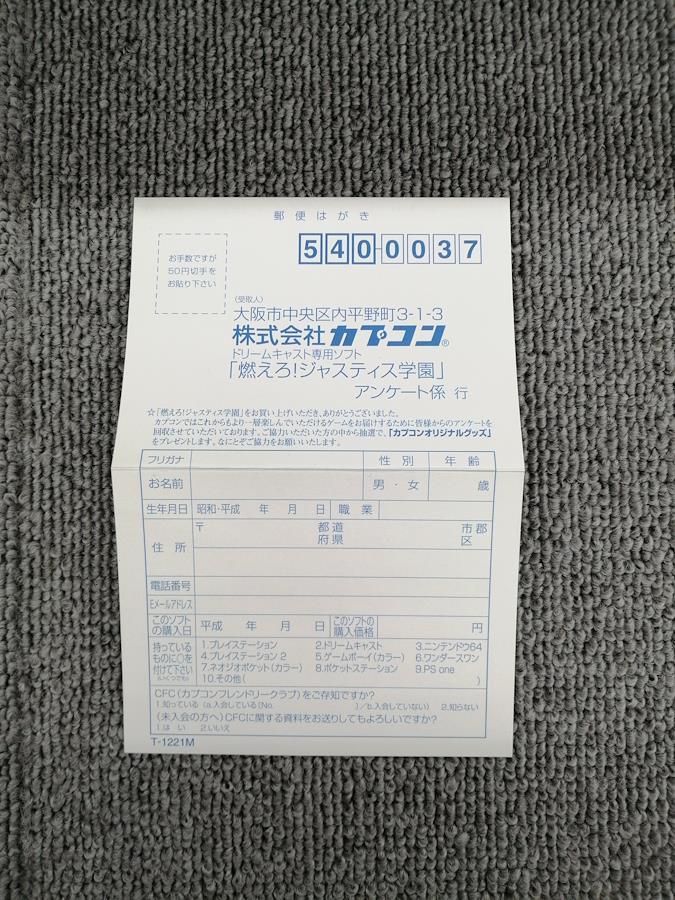 郵便はがき
お手数ですが
50円切手を
お貼り下さい
540-0037
(受取人)
大阪市中央区内平野町3-1-3
株式会社カプコン®
ドリームキャスト専用ソフト
「燃えろ!ジャスティス学園」
アンケート係 行
☆「燃えろ!ジャスティス学園」をお買い上げいただき、ありがとうございました。
カプコンではこれからもより一層楽しんでいただけるゲームをお届けするために皆様からのアンケートを
回収させていただいております。ご協力いただいた方の中から抽選で、「カプコンオリジナルグッズ」
をプレゼントします。なにとぞご協力をお願いいたします。
フリガナ 性別 年齢
お名前 男・女 歳
生年月日 昭和・平成 年 月 日 職業
住所 〒 都道 市郡
府県 区
電話番号
Eメールアドレス
このソフトの購入日 平成 年 月 日 このソフトの購入価格 円
持っている
ものに○を
付けて下さい
(いくつでも)
1.プレイステーション 2.ドリームキャスト 3.ニンテンドウ64
4.プレイステーション2 5.ゲームボーイ(カラー) 6.ワンダースワン
7.ネオジオポケット(カラー) 8.ポケットステーション 9.PS one
10.その他( )
CFC(カプコンフレンドリークラブ)をご存知ですか?
1.知っている (a.入会している(No. )/b.入会していない) 2.知らない
(未入会の方へ)CFCに関する資料をお送りしてもよろしいですか?
1.はい 2.いいえ
T-1221M